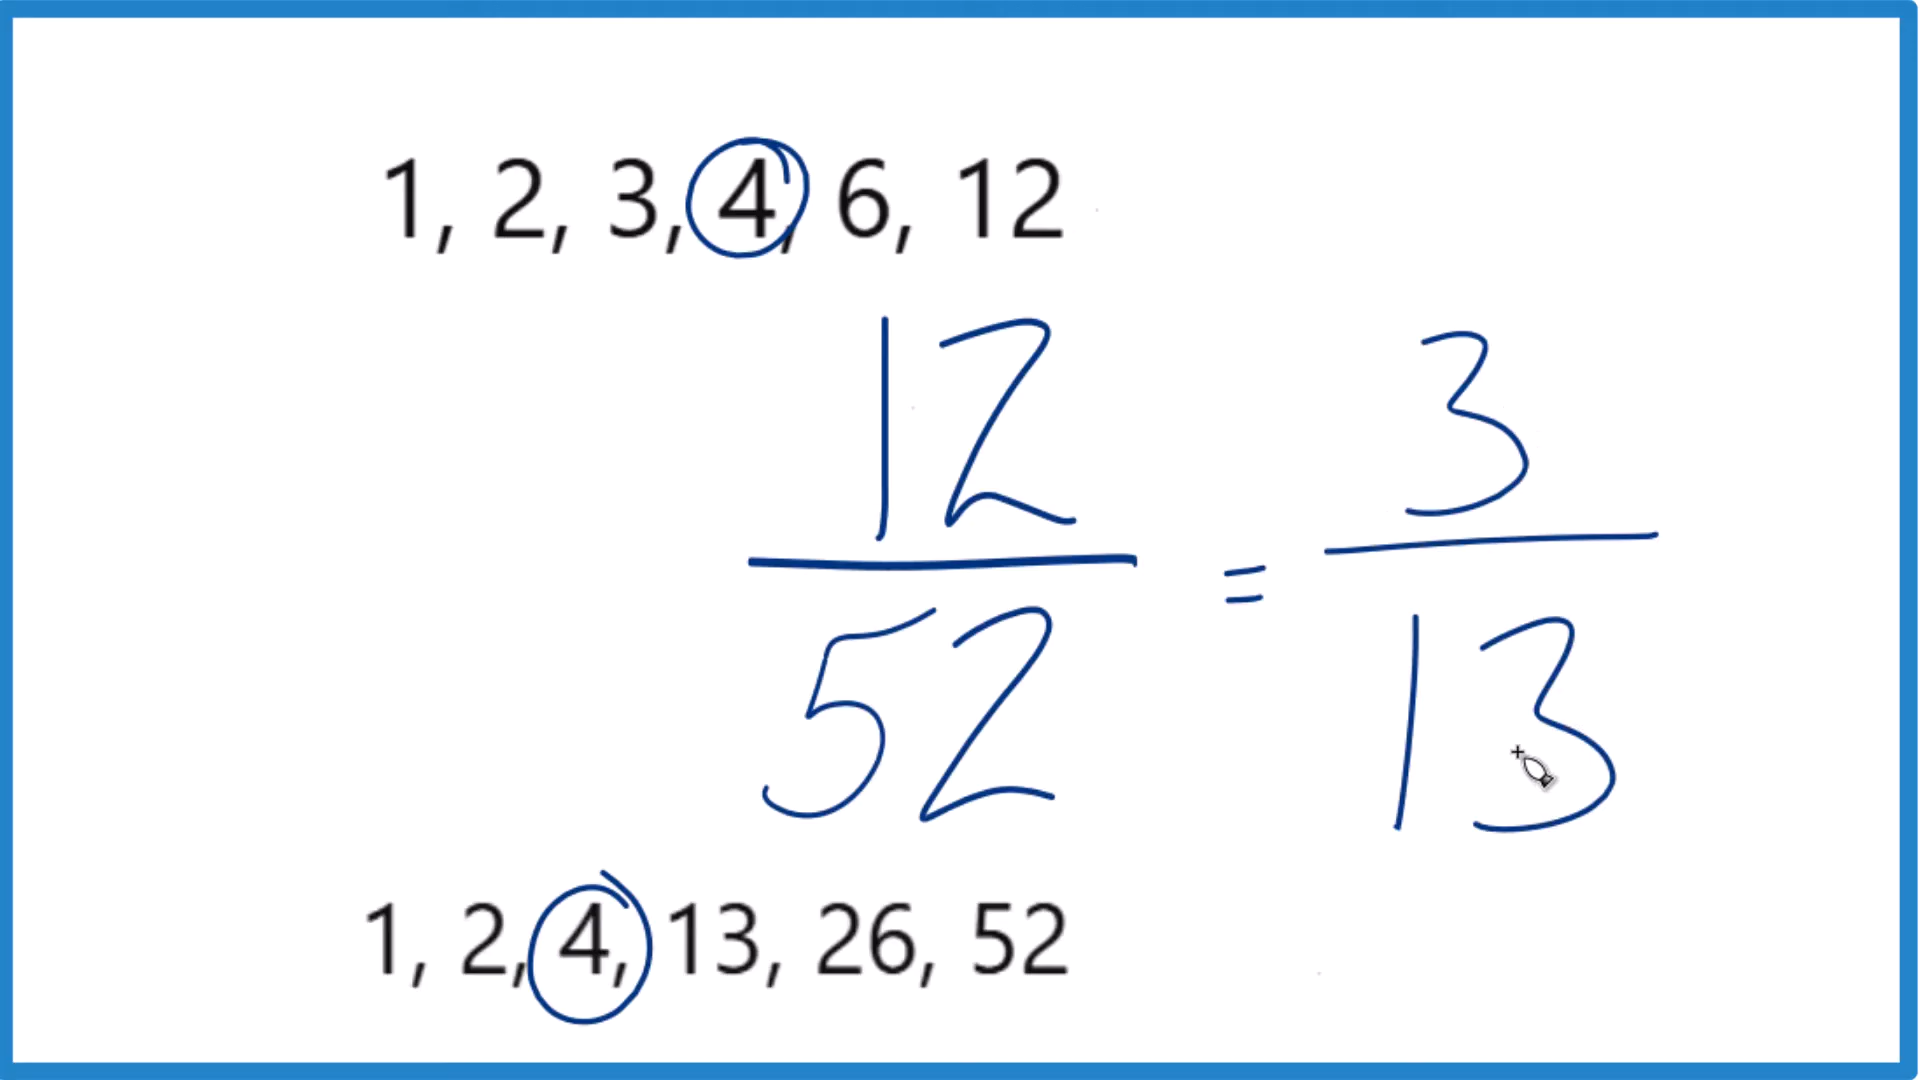 1, 2, 3, 4, 6, 12
12/52 = 3/13
1, 2, 4, 13, 26, 52